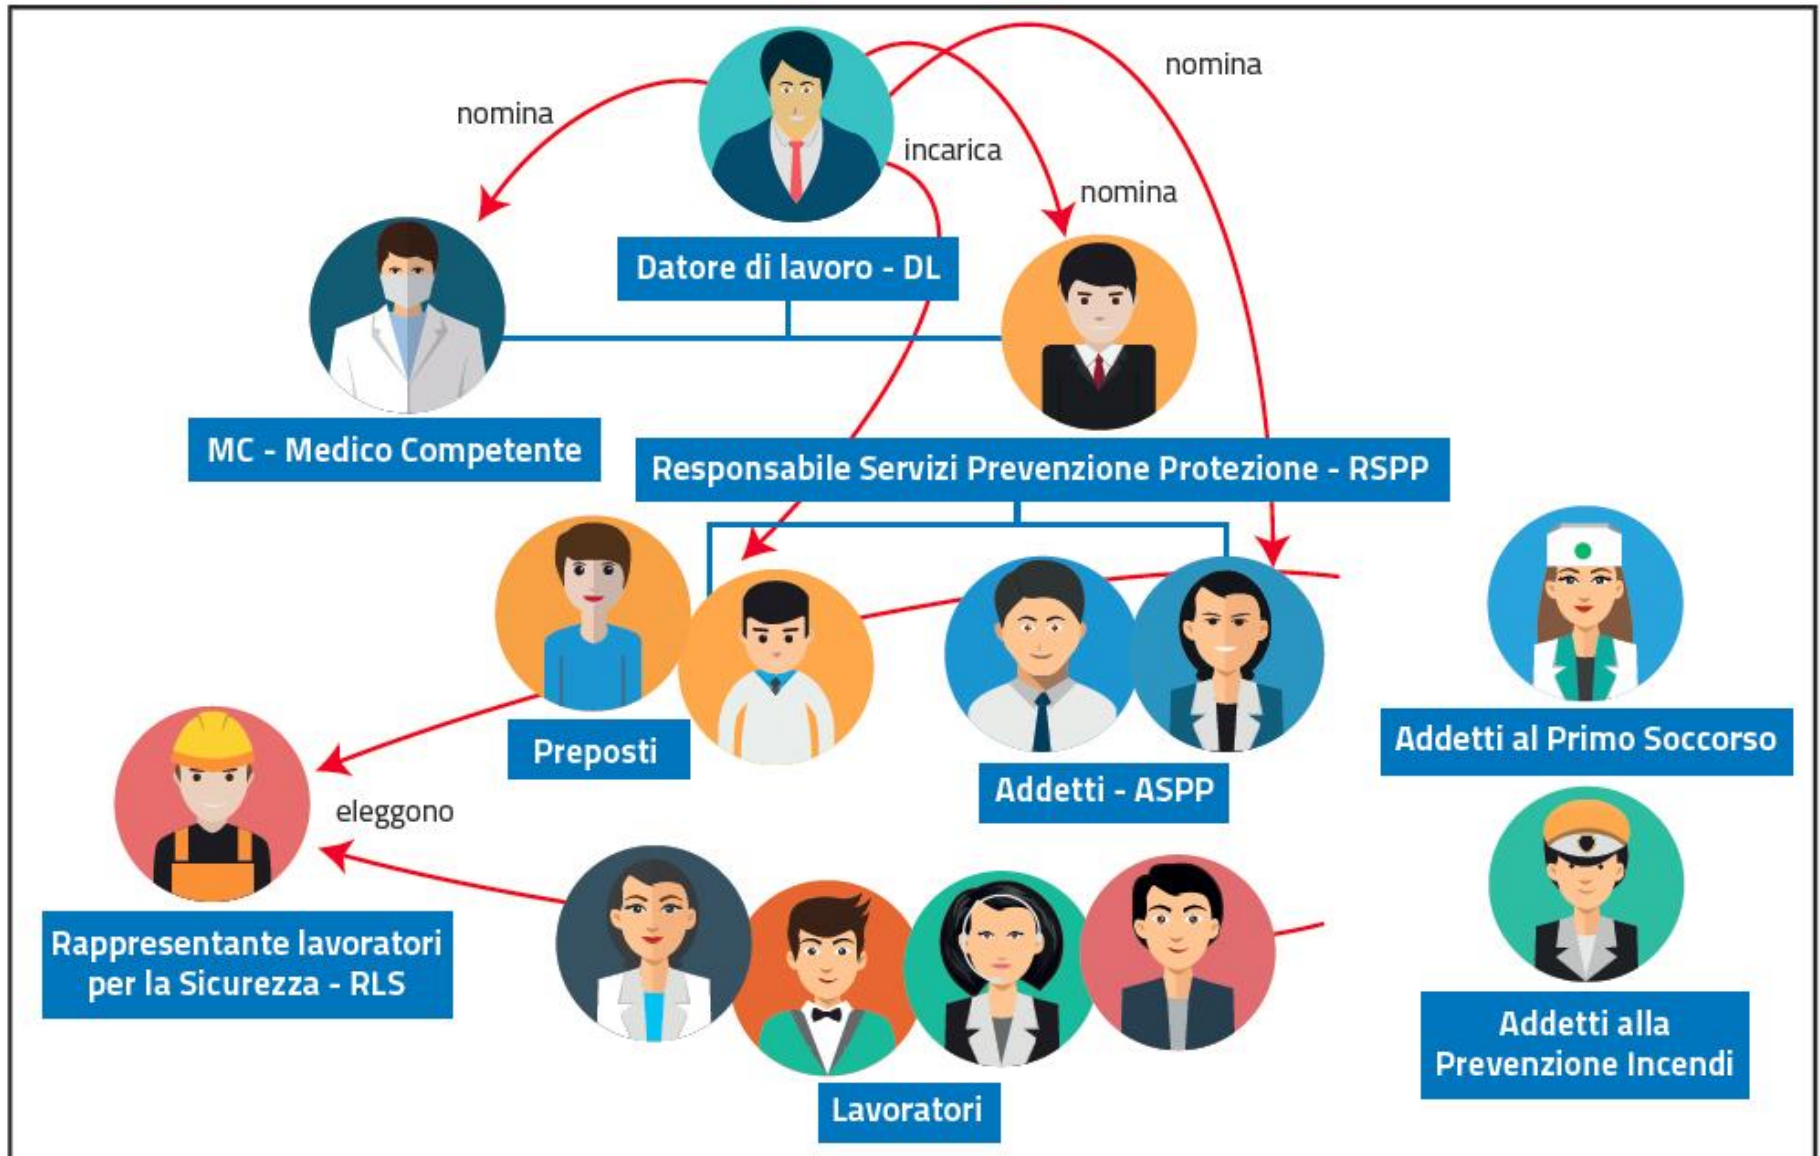 nomina
nomina
incarica
nomina
Datore di lavoro - DL
MC - Medico Competente
Responsabile Servizi Prevenzione Protezione - RSPP
Preposti
Addetti - ASPP
Addetti al Primo Soccorso
eleggono
Rappresentante lavoratori
per la Sicurezza - RLS
Addetti alla
Prevenzione Incendi
Lavoratori